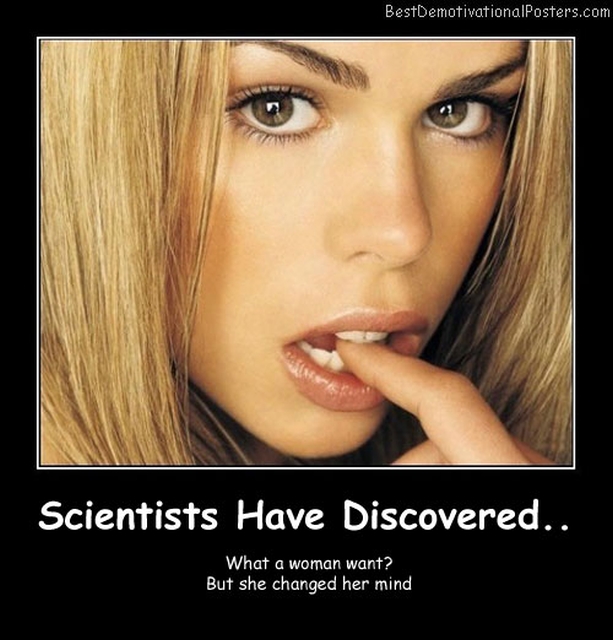 BestDemotivationalPosters.com
Scientists Have Discovered..
What a woman want?
But she changed her mind